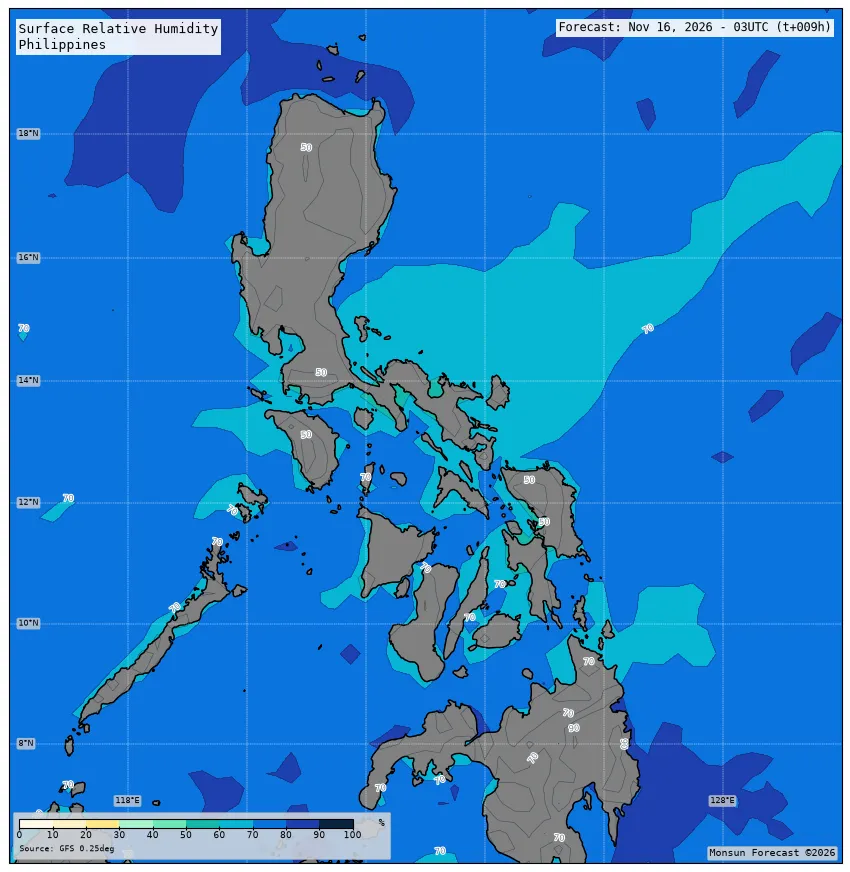 Surface Relative Humidity
Philippines
Forecast: Nov 16, 2026 - 03UTC (t+009h)
18°N
50
16°N
70
70
14°N
50
50
70
50
12°N
70
70
50
70
70
70
70
10°N
70
70
70
90
8°N
70
70
70
70
118°E
128°E
70
70
70
%
0 10 20 30 40 50 60 70 80 90 100
Source: GFS 0.25deg
Monsun Forecast ©2026